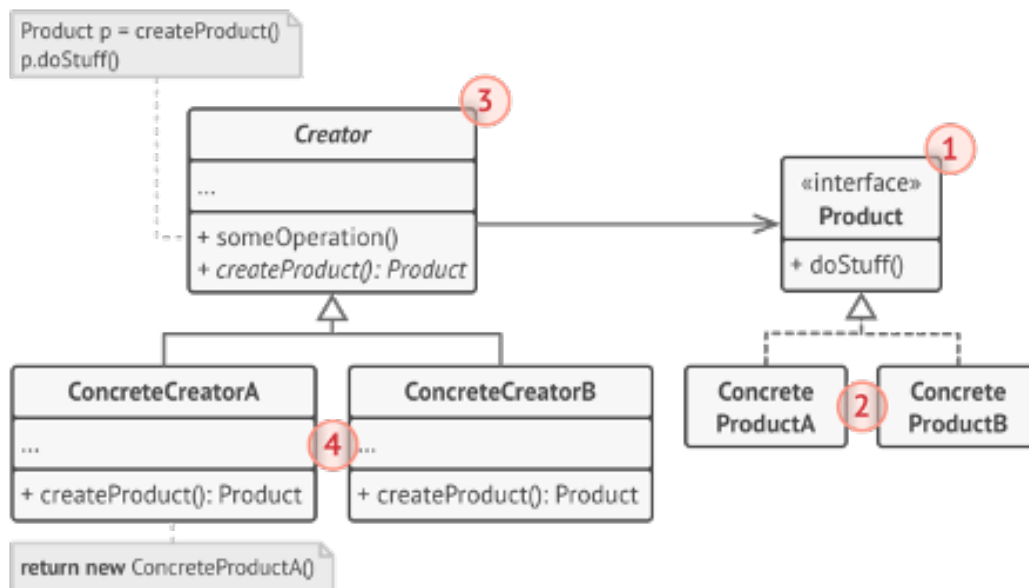 Product p = createProduct()
p.doStuff()
3
Creator
...
+ someOperation()
+ createProduct(): Product
1
«interface»
Product
+ doStuff()
ConcreteCreatorA
...
+ createProduct(): Product
4
ConcreteCreatorB
...
+ createProduct(): Product
Concrete
ProductA
2
Concrete
ProductB
return new ConcreteProductA()